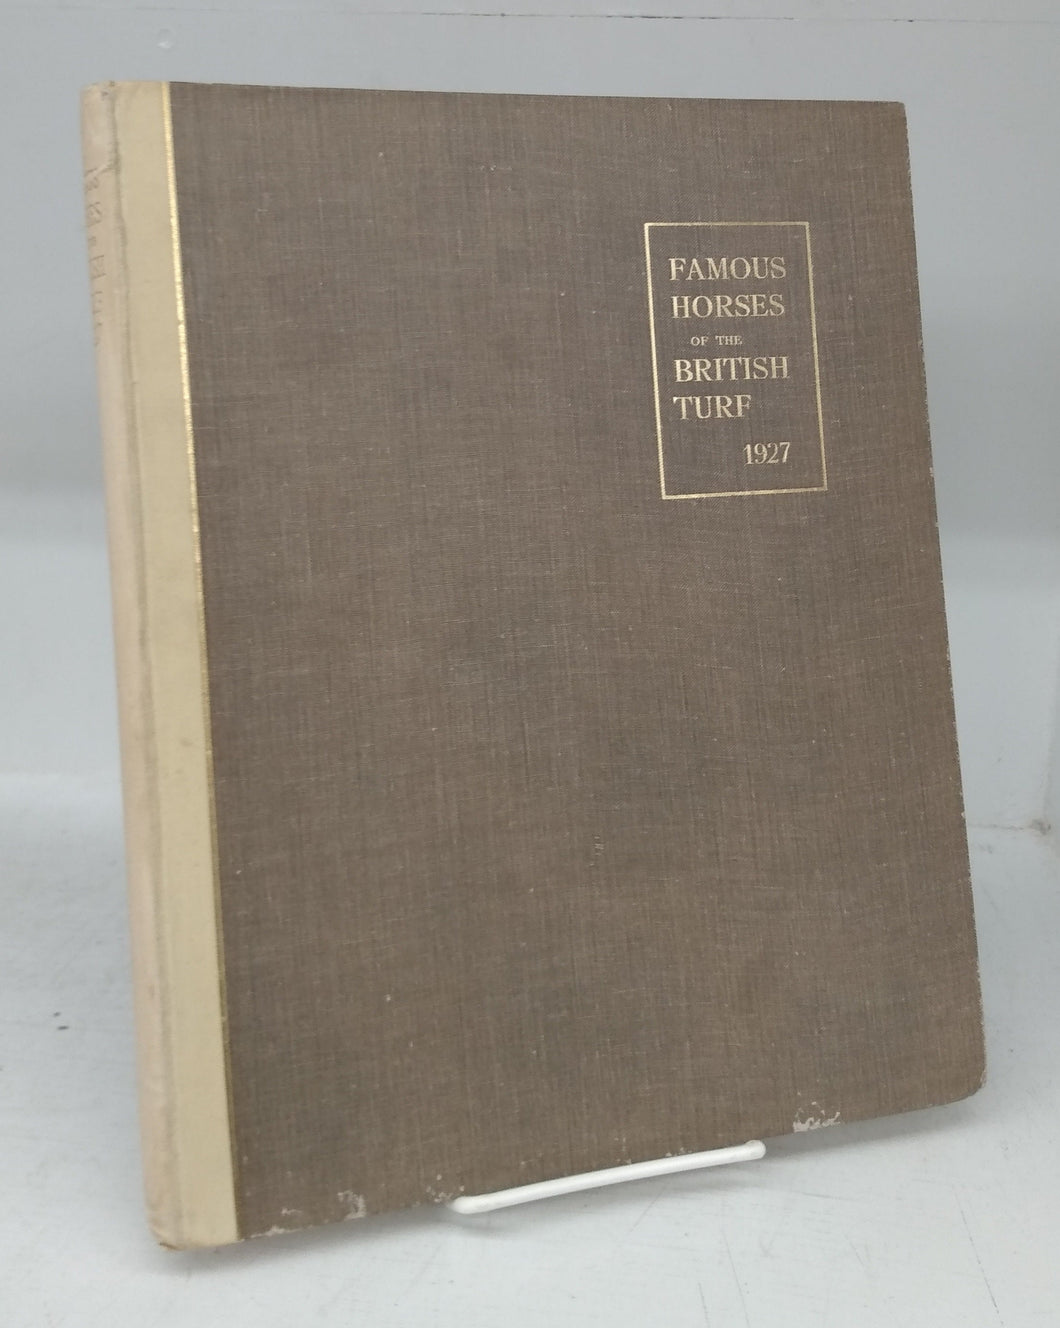 FAMOUS
HORSES
OF THE
BRITISH
TURF
1927